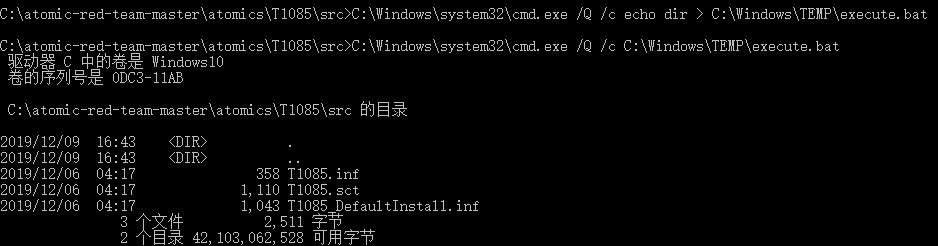 C:\atomic-red-team-master\atomics\T1085\src>C:\Windows\system32\cmd.exe /Q /c echo dir > C:\Windows\TEMP\execute.bat
C:\atomic-red-team-master\atomics\T1085\src>C:\Windows\system32\cmd.exe /Q /c C:\Windows\TEMP\execute.bat
驱动器 C 中的卷是 Windows10
卷的序列号是 0DC3-11AB
C:\atomic-red-team-master\atomics\T1085\src 的目录
2019/12/09  16:43    <DIR>          .
2019/12/09  16:43    <DIR>          ..
2019/12/06  04:17               358 T1085.inf
2019/12/06  04:17             1,110 T1085.sct
2019/12/06  04:17             1,043 T1085_DefaultInstall.inf
3 个文件          2,511 字节
2 个目录 42,103,062,528 可用字节